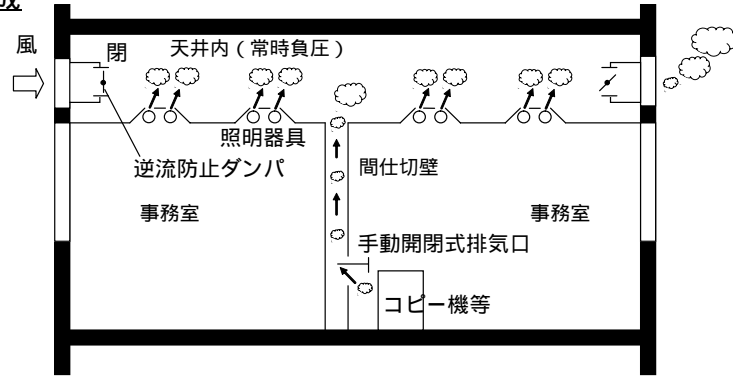 成
風
閉
天井内(常時負圧)
照明器具
逆流防止ダンパ
間仕切壁
事務室
事務室
手動開閉式排気口
コピー機等